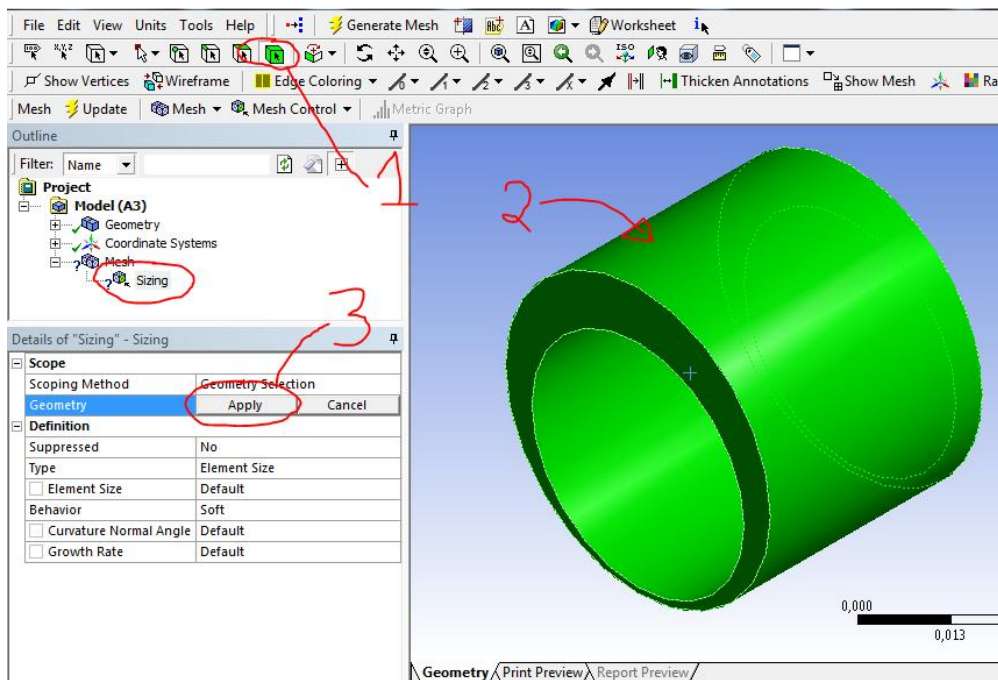 File Edit View Units Tools Help Generate Mesh Abc A Worksheet i
x,y,z ISO
Show Vertices Wireframe Edge Coloring Thicken Annotations Show Mesh Ra
Mesh Update Mesh Mesh Control Metric Graph
Outline
Filter: Name
Project
Model (A3)
Geometry
Coordinate Systems
Mesh
Sizing
1
2
3
Details of "Sizing" - Sizing
Scope
Scoping Method Geometry Selection
Geometry Apply Cancel
Definition
Suppressed No
Type Element Size
Element Size Default
Behavior Soft
Curvature Normal Angle Default
Growth Rate Default
0,000
0,013
Geometry Print Preview Report Preview